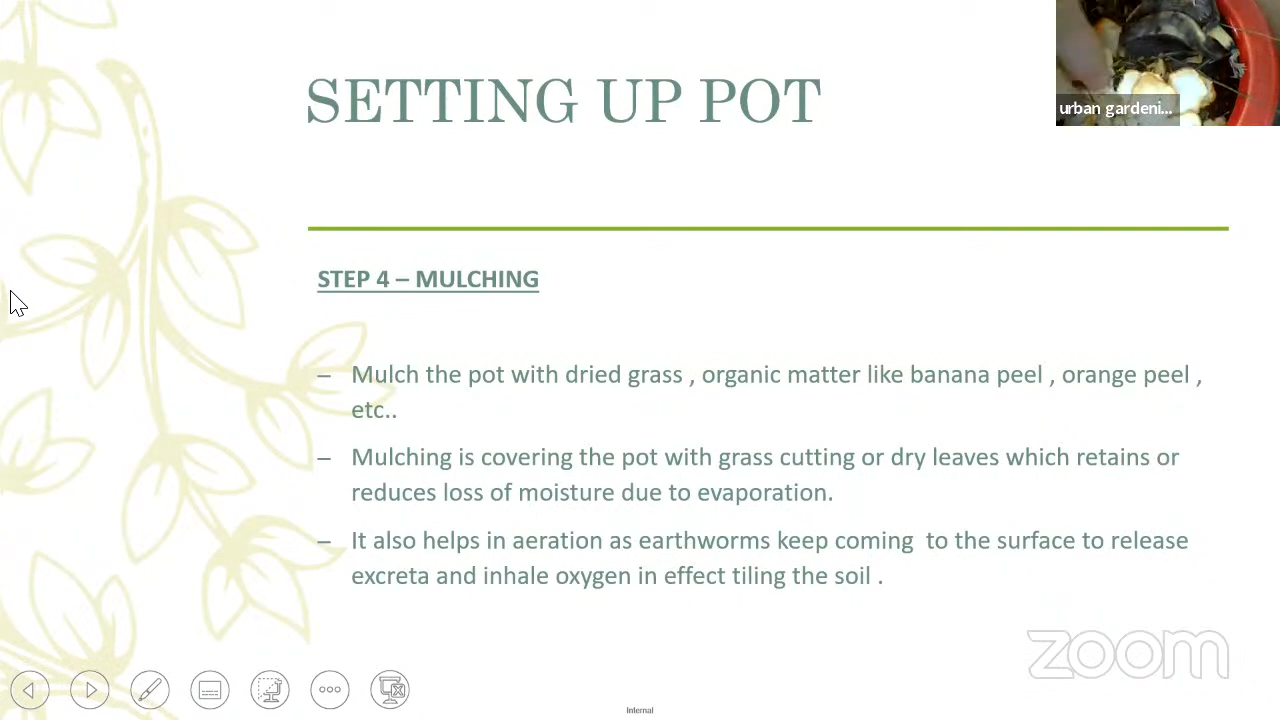 SETTING UP POT
urban gardeni...
STEP 4 – MULCHING
– Mulch the pot with dried grass , organic matter like banana peel , orange peel ,
etc..
– Mulching is covering the pot with grass cutting or dry leaves which retains or
reduces loss of moisture due to evaporation.
– It also helps in aeration as earthworms keep coming  to the surface to release
excreta and inhale oxygen in effect tiling the soil .
zoom
Internal